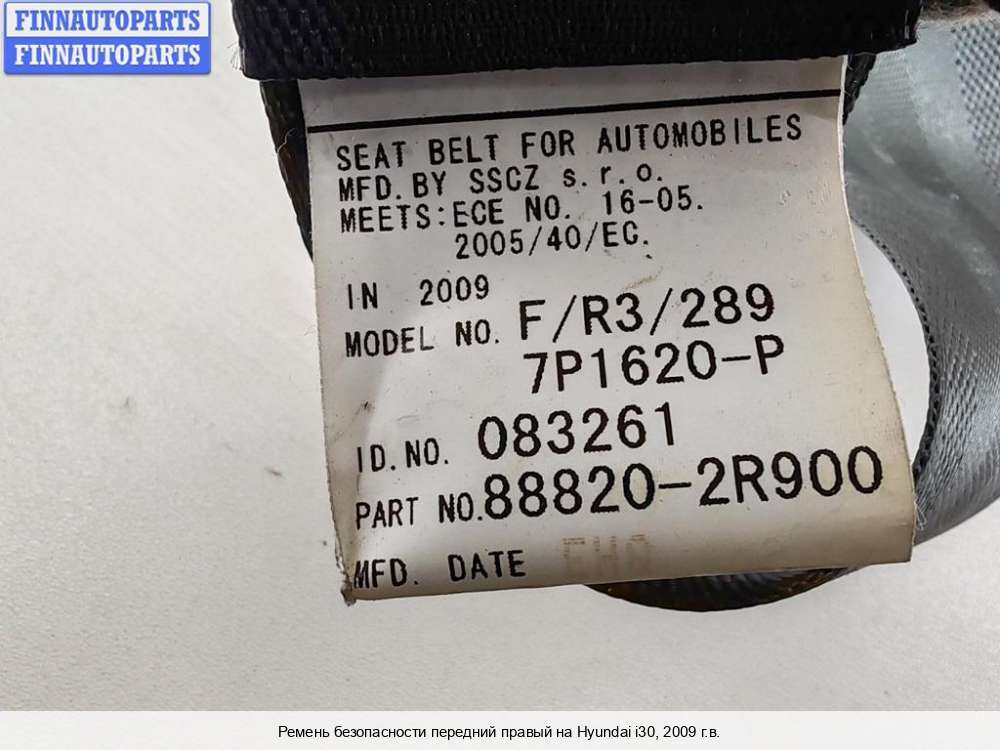 FINNAUTOPARTS
FINNAUTOPARTS
SEAT BELT FOR AUTOMOBILES
MFD. BY SSCZ s.r.o.
MEETS:ECE NO. 16-05.
2005/40/EC.
IN 2009
MODEL NO. F/R3/289
7P1620-P
ID.NO. 083261
PART NO.88820-2R900
MFD. DATE
Ремень безопасности передний правый на Hyundai i30, 2009 г.в.